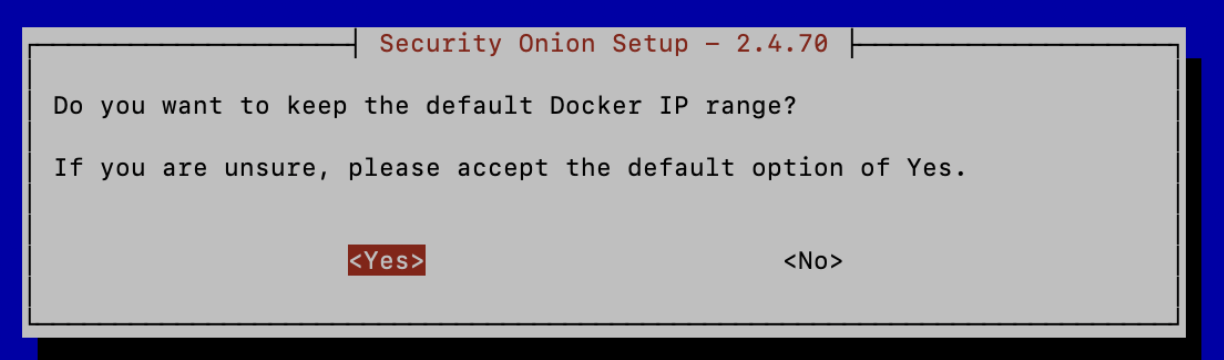 Security Onion Setup – 2.4.70
Do you want to keep the default Docker IP range?
If you are unsure, please accept the default option of Yes.
<Yes> <No>